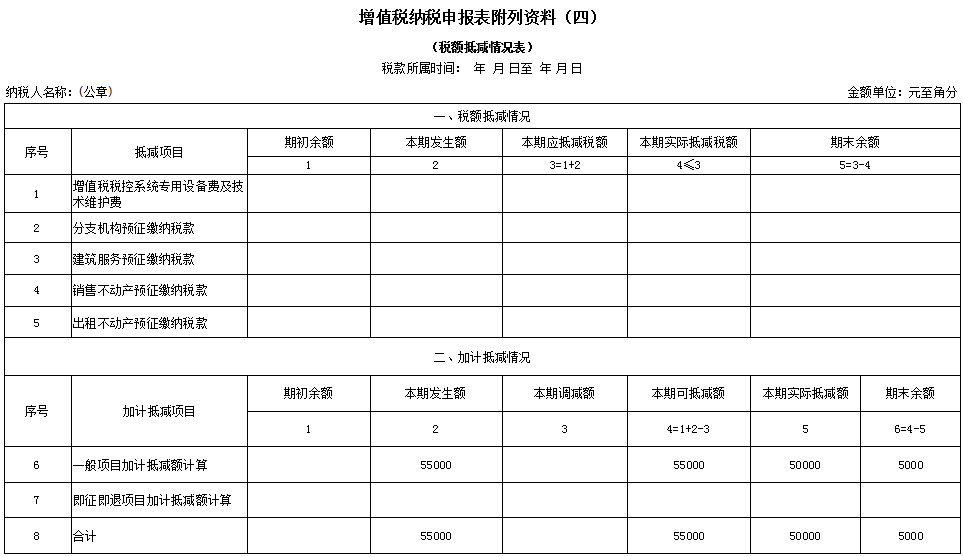 增值税纳税申报表附列资料（四）
（税额抵减情况表）
税款所属时间： 年 月 日至 年 月 日
纳税人名称：(公章) 金额单位：元至角分
一、税额抵减情况
序号 抵减项目 期初余额 本期发生额 本期应抵减税额 本期实际抵减税额 期末余额
1 2 3=1+2 4≤3 5=3-4
1 增值税税控系统专用设备费及技
术维护费
2 分支机构预征缴纳税款
3 建筑服务预征缴纳税款
4 销售不动产预征缴纳税款
5 出租不动产预征缴纳税款
二、加计抵减情况
序号 加计抵减项目 期初余额 本期发生额 本期调减额 本期可抵减额 本期实际抵减额 期末余额
1 2 3 4=1+2-3 5 6=4-5
6 一般项目加计抵减额计算 55000 55000 50000 5000
7 即征即退项目加计抵减额计算
8 合计 55000 55000 50000 5000